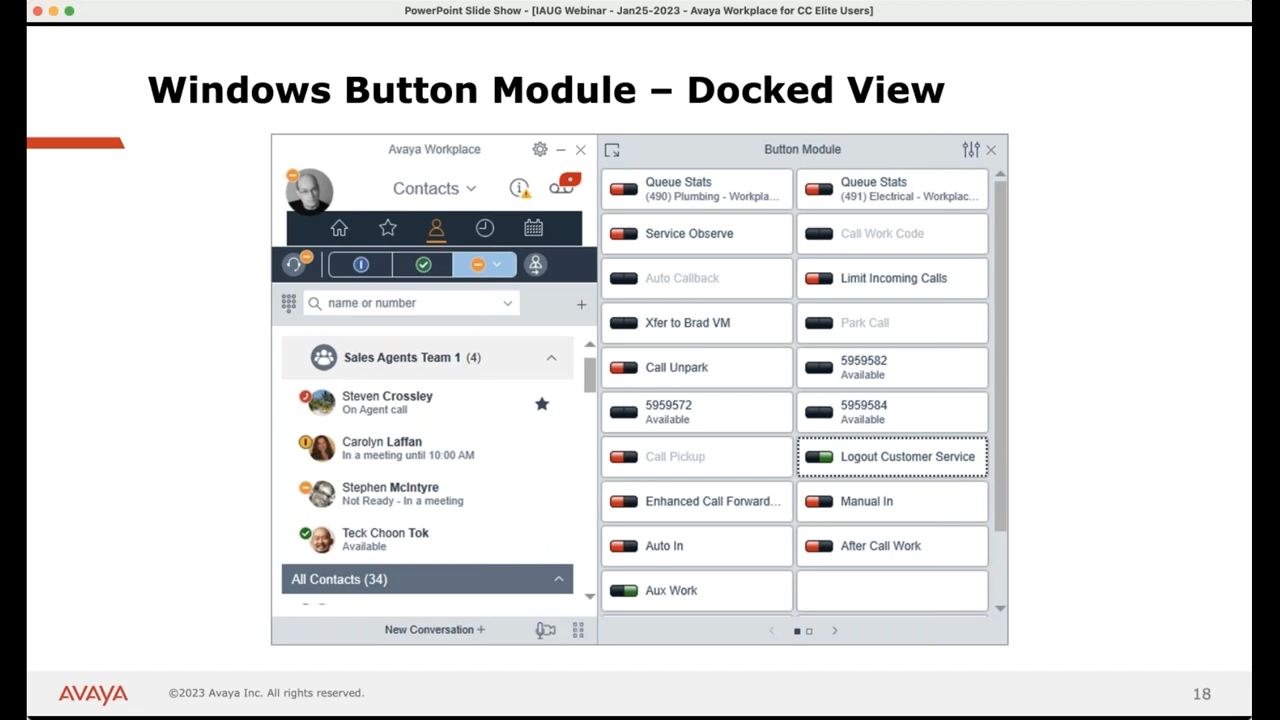 PowerPoint Slide Show - [IAUG Webinar - Jan25-2023 - Avaya Workplace for CC Elite Users]
Windows Button Module – Docked View
Avaya Workplace
Contacts
name or number
Sales Agents Team 1 (4)
Steven Crossley
On Agent call
Carolyn Laffan
In a meeting until 10:00 AM
Stephen McIntyre
Not Ready - In a meeting
Teck Choon Tok
Available
All Contacts (34)
New Conversation +
Button Module
Queue Stats
(490) Plumbing - Workpla...
Queue Stats
(491) Electrical - Workplac...
Service Observe
Call Work Code
Auto Callback
Limit Incoming Calls
Xfer to Brad VM
Park Call
Call Unpark
5959582
Available
5959572
Available
5959584
Available
Call Pickup
Logout Customer Service
Enhanced Call Forward...
Manual In
Auto In
After Call Work
Aux Work
AVAYA
©2023 Avaya Inc. All rights reserved.
18